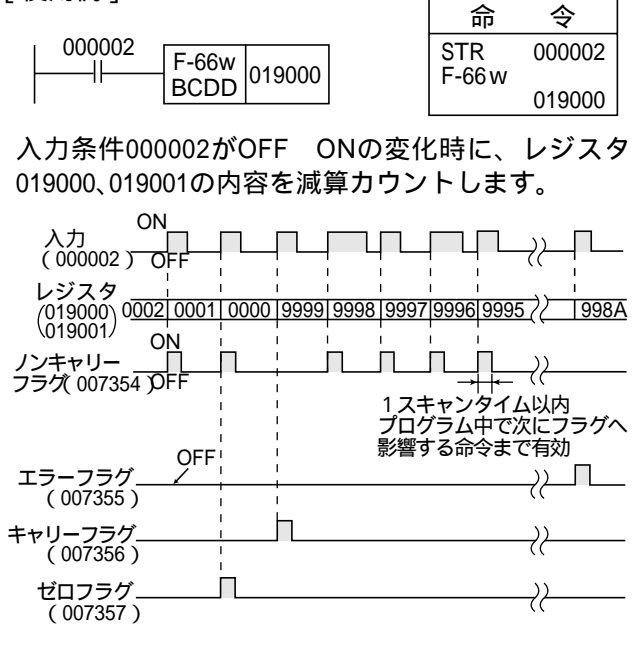 000002
F-66w
BCDD
019000
命 令
STR 000002
F-66w
019000
入力条件000002がOFF ONの変化時に、レジスタ
019000、019001の内容を減算カウントします。
ON
入力
(000002)
OFF
レジスタ
(019000)
(019001)
0002 0001 0000 9999 9998 9997 9996 9995 998A
ON
ノンキャリー
フラグ(007354)
OFF
1スキャンタイム以内
プログラム中で次にフラグへ
影響する命令まで有効
OFF
エラーフラグ
(007355)
キャリーフラグ
(007356)
ゼロフラグ
(007357)